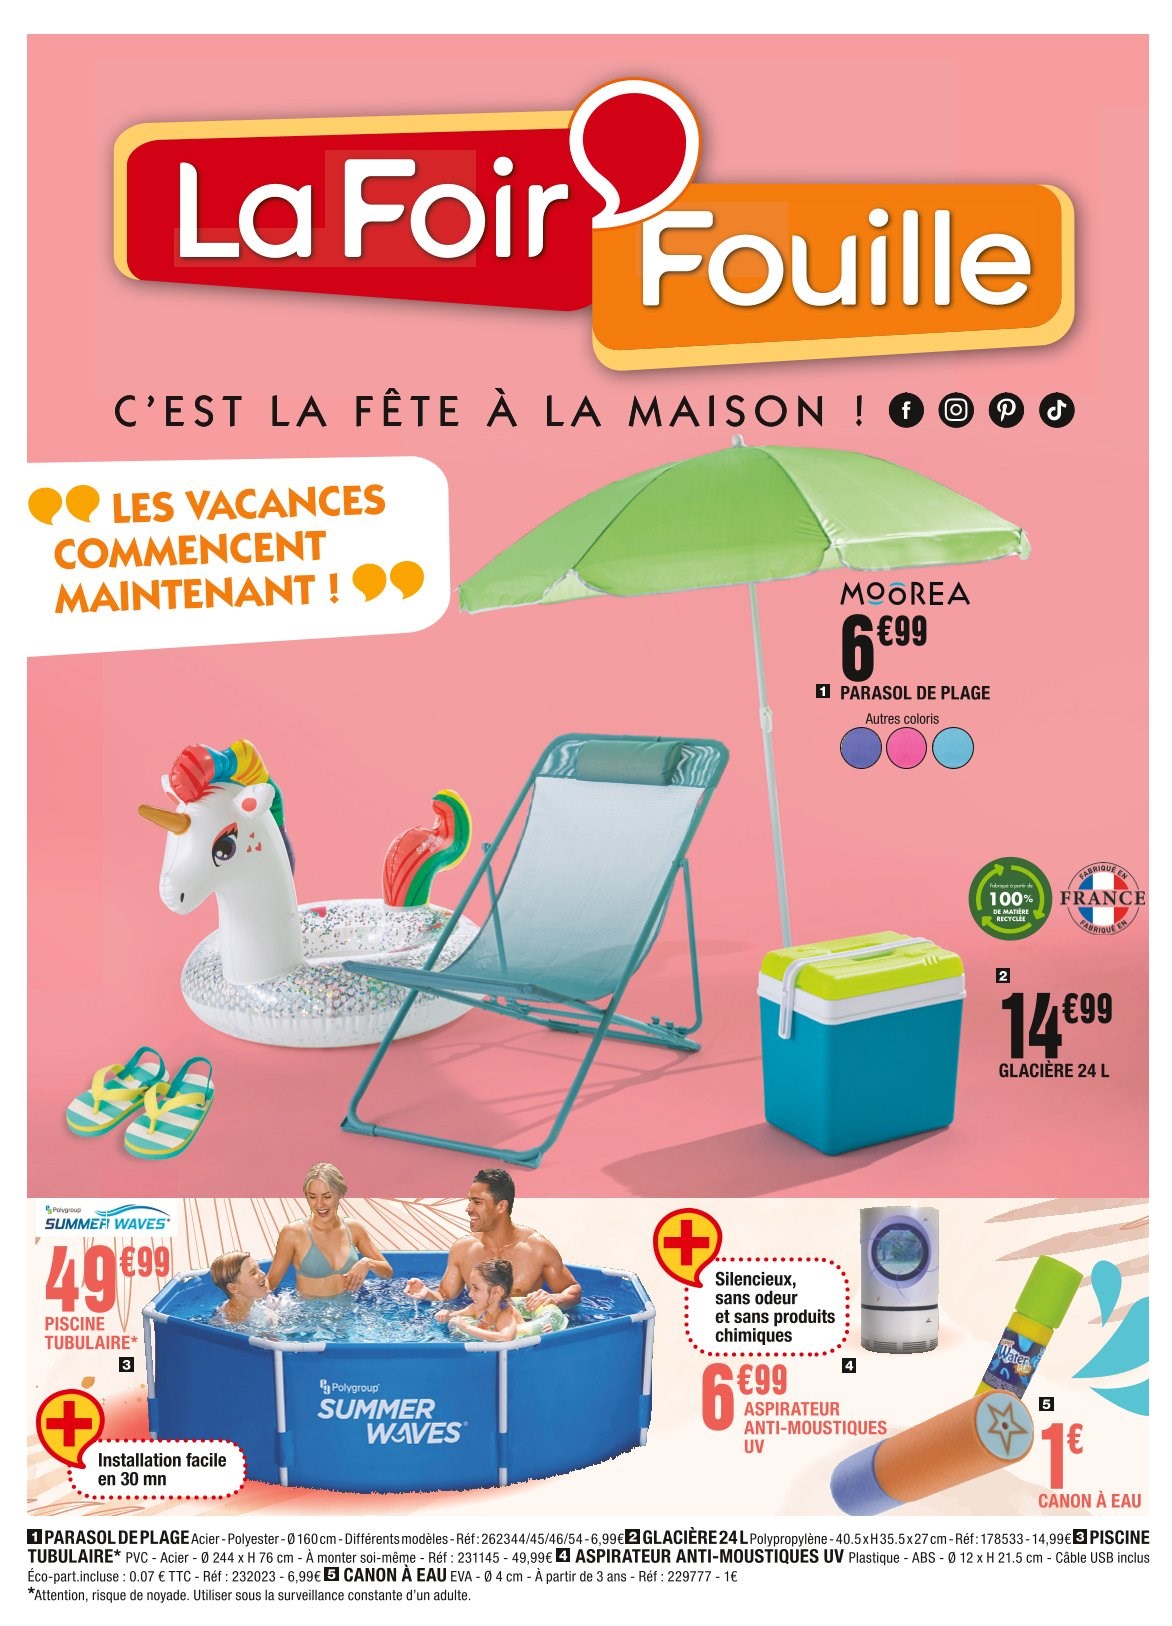 La Foir'Fouille
C'EST LA FÊTE À LA MAISON !
LES VACANCES
COMMENCENT
MAINTENANT !
MOOREA
6€99
1 PARASOL DE PLAGE
Autres coloris
Fabriqué à partir de
100%
DE MATIÈRE
RECYCLÉE
FABRIQUÉ EN
FRANCE
FABRIQUÉ EN
2
14€99
GLACIÈRE 24 L
Polygroup
SUMMER WAVES®
49€99
PISCINE
TUBULAIRE*
3
Installation facile
en 30 mn
Polygroup®
SUMMER
WAVES®
Silencieux,
sans odeur
et sans produits
chimiques
4
6€99
ASPIRATEUR
ANTI-MOUSTIQUES
UV
Water
5
1€
CANON À EAU
1 PARASOL DE PLAGE Acier - Polyester - Ø 160 cm - Différents modèles - Réf : 262344/45/46/54 - 6,99€ 2 GLACIÈRE 24 L Polypropylène - 40.5 x H 35.5 x 27 cm - Réf : 178533 - 14,99€ 3 PISCINE
TUBULAIRE* PVC - Acier - Ø 244 x H 76 cm - À monter soi-même - Réf : 231145 - 49,99€ 4 ASPIRATEUR ANTI-MOUSTIQUES UV Plastique - ABS - Ø 12 x H 21.5 cm - Câble USB inclus
Éco-part.incluse : 0.07 € TTC - Réf : 232023 - 6,99€ 5 CANON À EAU EVA - Ø 4 cm - À partir de 3 ans - Réf : 229777 - 1€
*Attention, risque de noyade. Utiliser sous la surveillance constante d'un adulte.